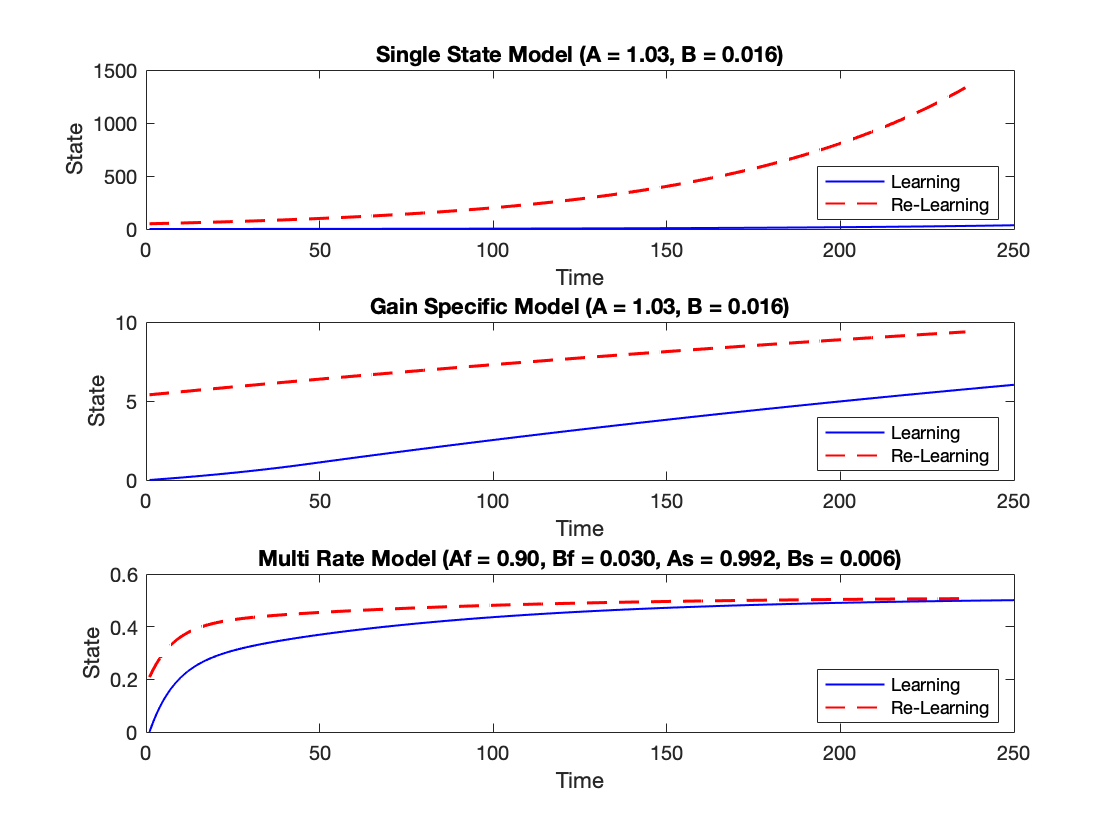 Single State Model (A = 1.03, B = 0.016)
1500
1000
500
0
State
0 50 100 150 200 250
Time
Learning
Re-Learning
Gain Specific Model (A = 1.03, B = 0.016)
10
5
0
State
0 50 100 150 200 250
Time
Learning
Re-Learning
Multi Rate Model (Af = 0.90, Bf = 0.030, As = 0.992, Bs = 0.006)
0.6
0.4
0.2
0
State
0 50 100 150 200 250
Time
Learning
Re-Learning